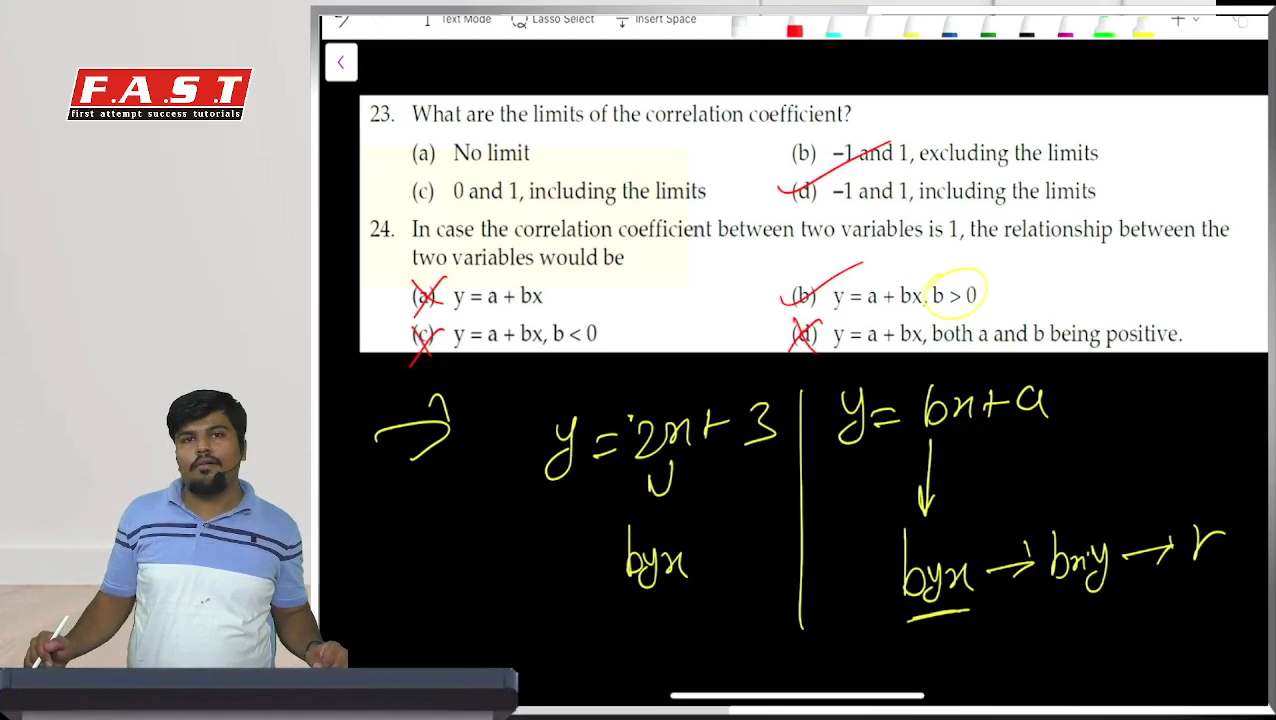 Text Mode Lasso Select Insert Space
F.A.S.T
first attempt success tutorials
23. What are the limits of the correlation coefficient?
(a) No limit (b) –1 and 1, excluding the limits
(c) 0 and 1, including the limits (d) –1 and 1, including the limits
24. In case the correlation coefficient between two variables is 1, the relationship between the
two variables would be
(a) y = a + bx (b) y = a + bx, b > 0
(c) y = a + bx, b < 0 (d) y = a + bx, both a and b being positive.
y = 2x + 3 y = bx + a
byx byx → bxy → r